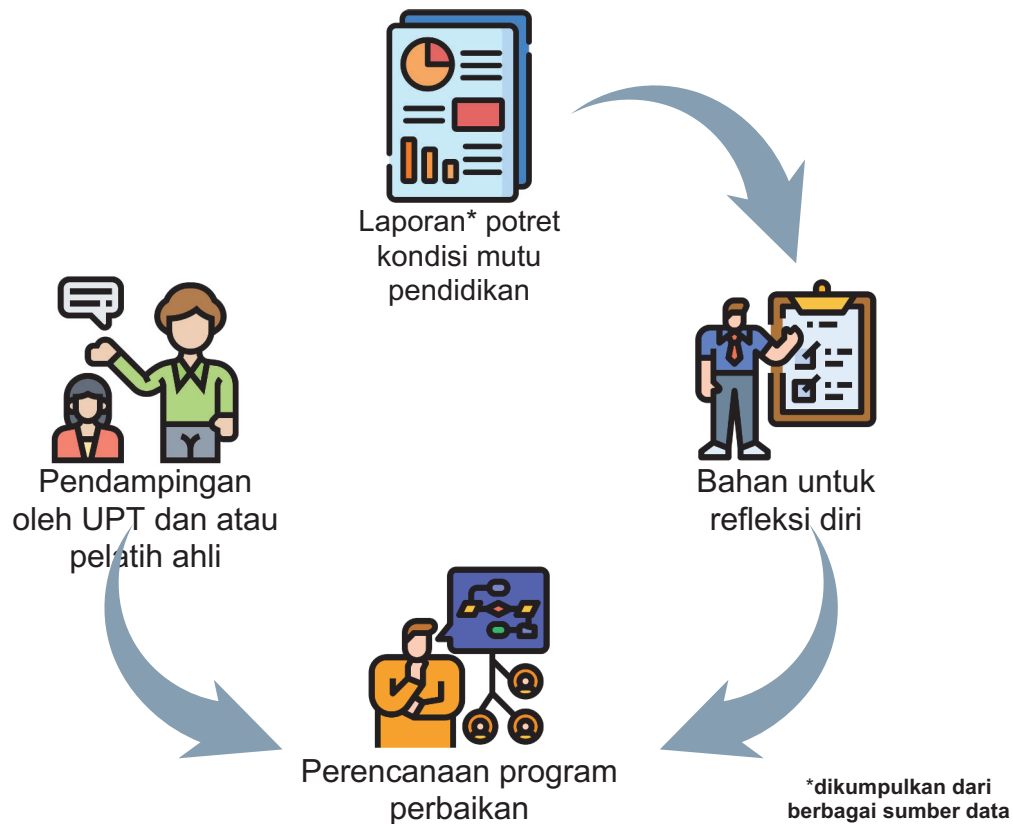 Laporan* potret
kondisi mutu
pendidikan
Bahan untuk
refleksi diri
Pendampingan
oleh UPT dan atau
pelatih ahli
Perencanaan program
perbaikan
*dikumpulkan dari
berbagai sumber data